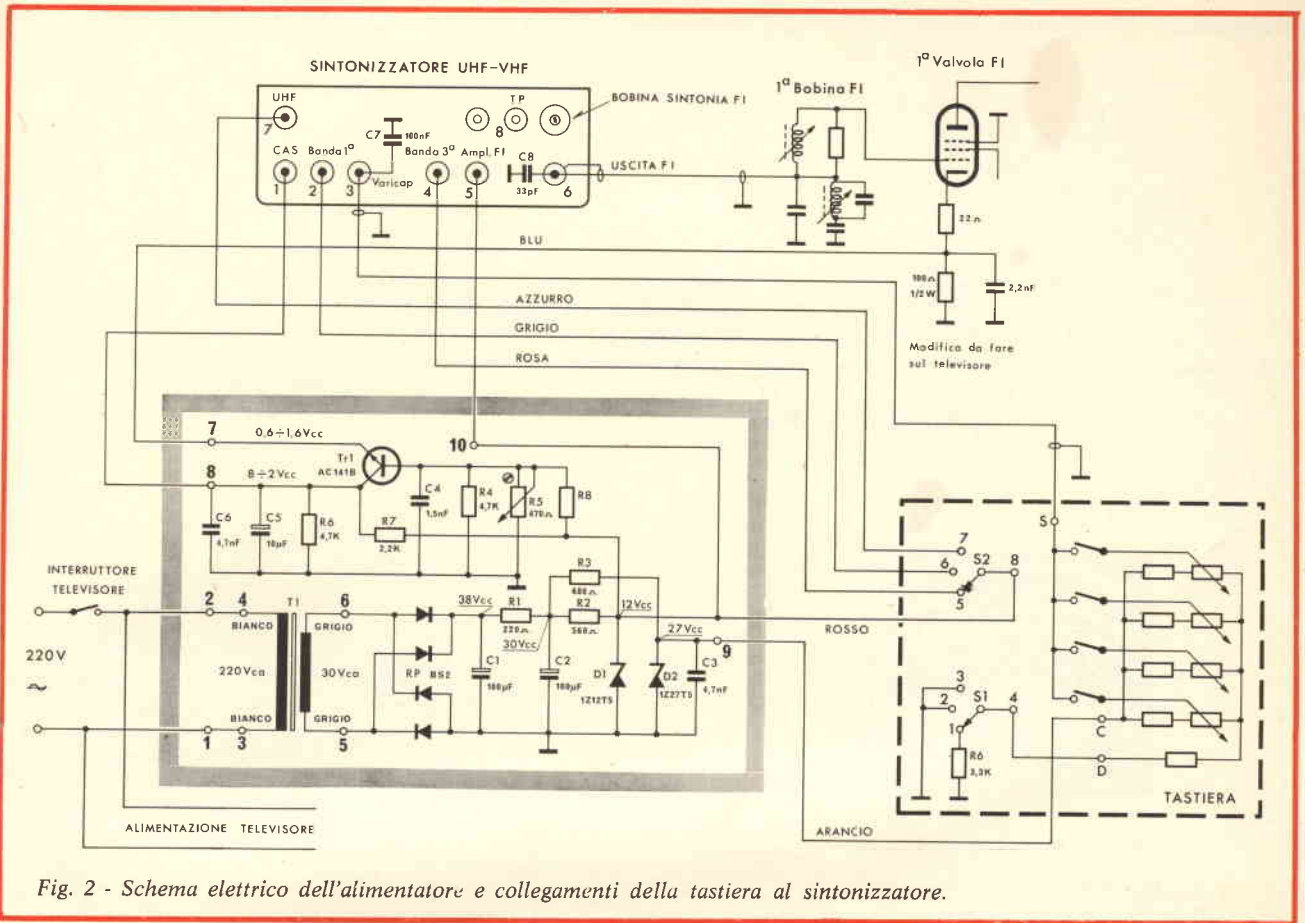 SINTONIZZATORE UHF-VHF
1ª Valvola FI
1ª Bobina FI
UHF
7
C7
100nF
TP
8
BOBINA SINTONIA FI
CAS
Banda 1ª
Banda 3ª
Ampl. FI
C8
33pF
USCITA FI
1
2
3
Varicap
4
5
6
22Ω
BLU
100Ω
1/2 W
2,2nF
AZZURRO
GRIGIO
ROSA
Modifica da fare
sul televisore
7
0,6÷1,6Vcc
10
Tr1
AC141B
8
8÷2Vcc
C6
4,7nF
C5
10µF
R6
4,7K
R7
2,2K
C4
1,5nF
R4
4,7K
R5
470Ω
R8
INTERRUTTORE
TELEVISORE
220V
2
4
T1
6
BIANCO
GRIGIO
220Vca
30Vca
BIANCO
GRIGIO
1
3
5
RP BS2
38Vcc
R1
220Ω
30Vcc
R3
680Ω
R2
560Ω
12Vcc
27Vcc
9
C1
100µF
C2
100µF
D1
1Z12T5
D2
1Z27T5
C3
4,7nF
ROSSO
S
7
6
S2
8
5
3
2
S1
4
1
R6
3,3K
C
D
TASTIERA
ARANCIO
ALIMENTAZIONE TELEVISORE
Fig. 2 - Schema elettrico dell'alimentatore e collegamenti della tastiera al sintonizzatore.